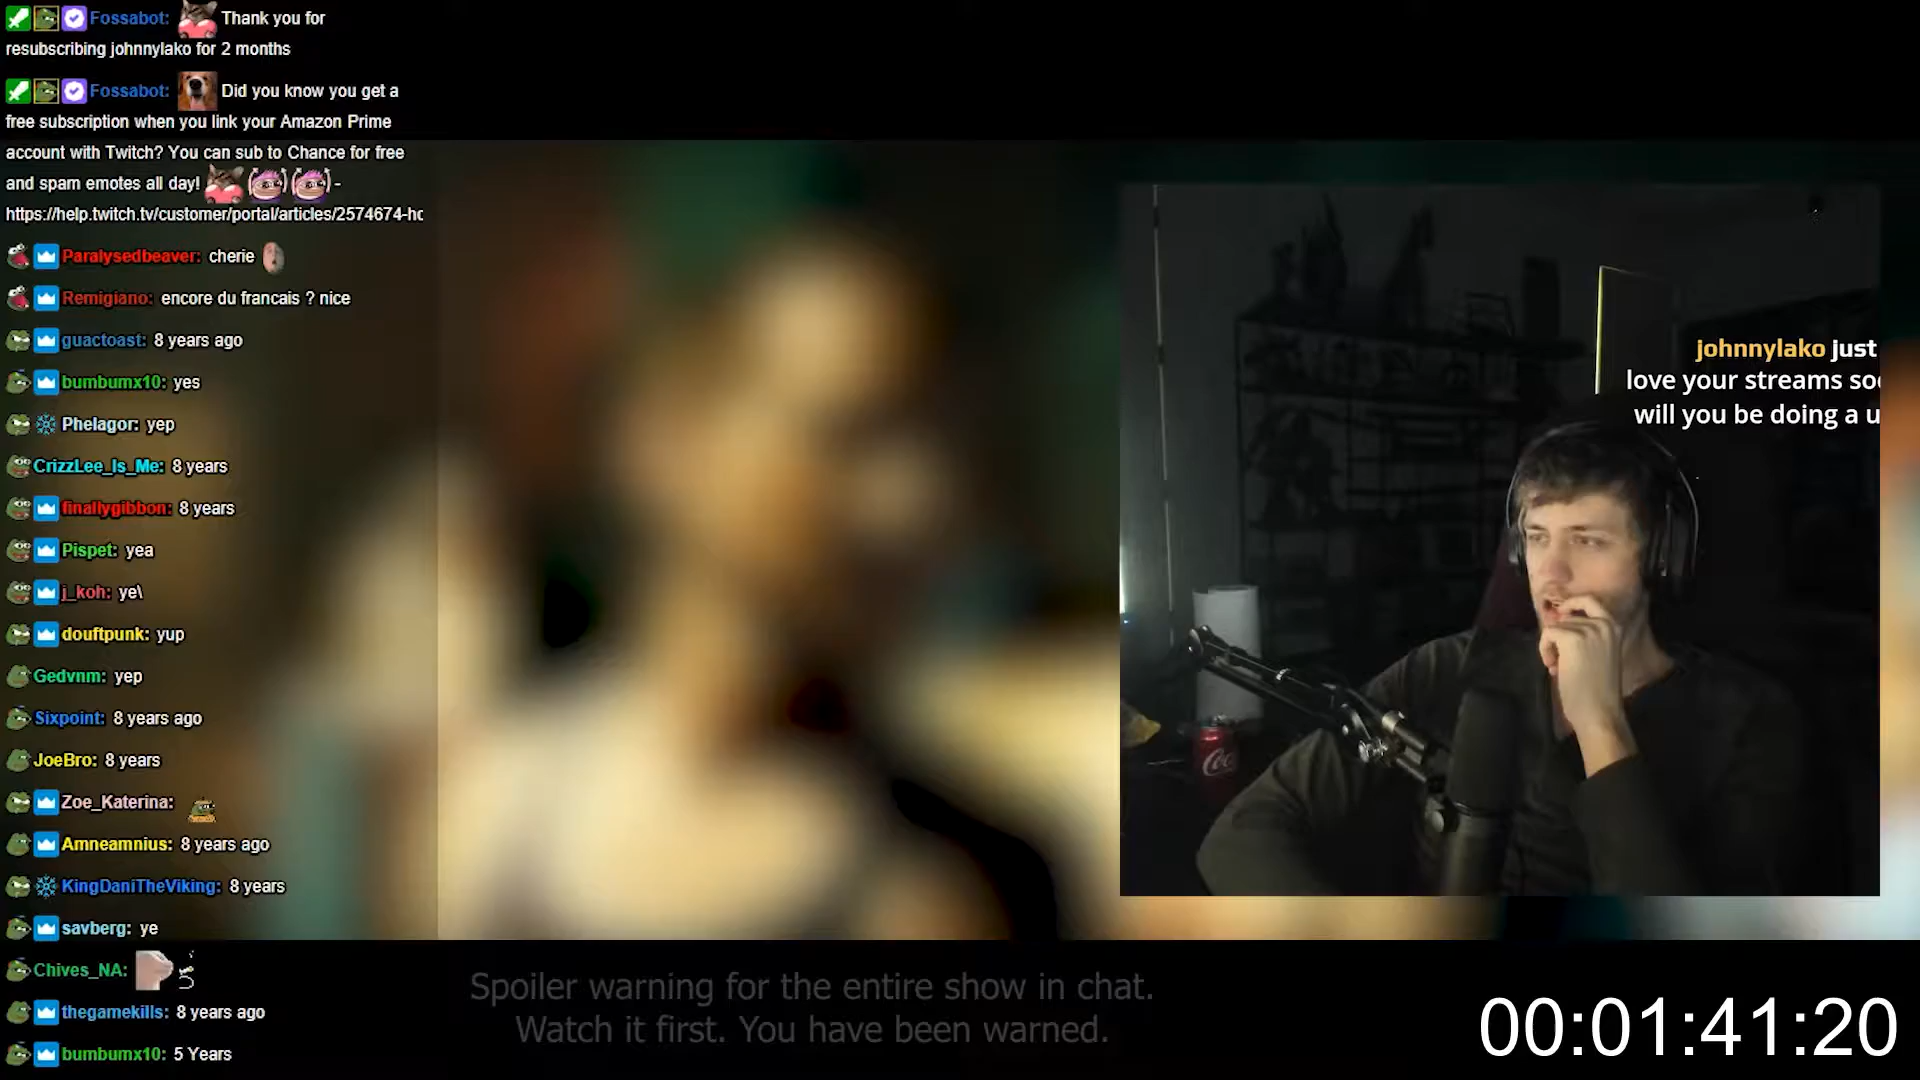 Fossabot: Thank you for
resubscribing johnnylako for 2 months
Fossabot: Did you know you get a
free subscription when you link your Amazon Prime
account with Twitch? You can sub to Chance for free
and spam emotes all day! -
https://help.twitch.tv/customer/portal/articles/2574674-ho
Paralysedbeaver: cherie
Remigiano: encore du francais ? nice
guactoast: 8 years ago
bumbumx10: yes
Phelagor: yep
CrizzLee_Is_Me: 8 years
finallygibbon: 8 years
Pispet: yea
j_koh: ye\
douftpunk: yup
Gedvnm: yep
Sixpoint: 8 years ago
JoeBro: 8 years
Zoe_Katerina:
Amneamnius: 8 years ago
KingDaniTheViking: 8 years
savberg: ye
Chives_NA:
thegamekills: 8 years ago
bumbumx10: 5 Years
johnnylako just
love your streams soo
will you be doing a u
Coca
Spoiler warning for the entire show in chat.
Watch it first. You have been warned.
00:01:41:20